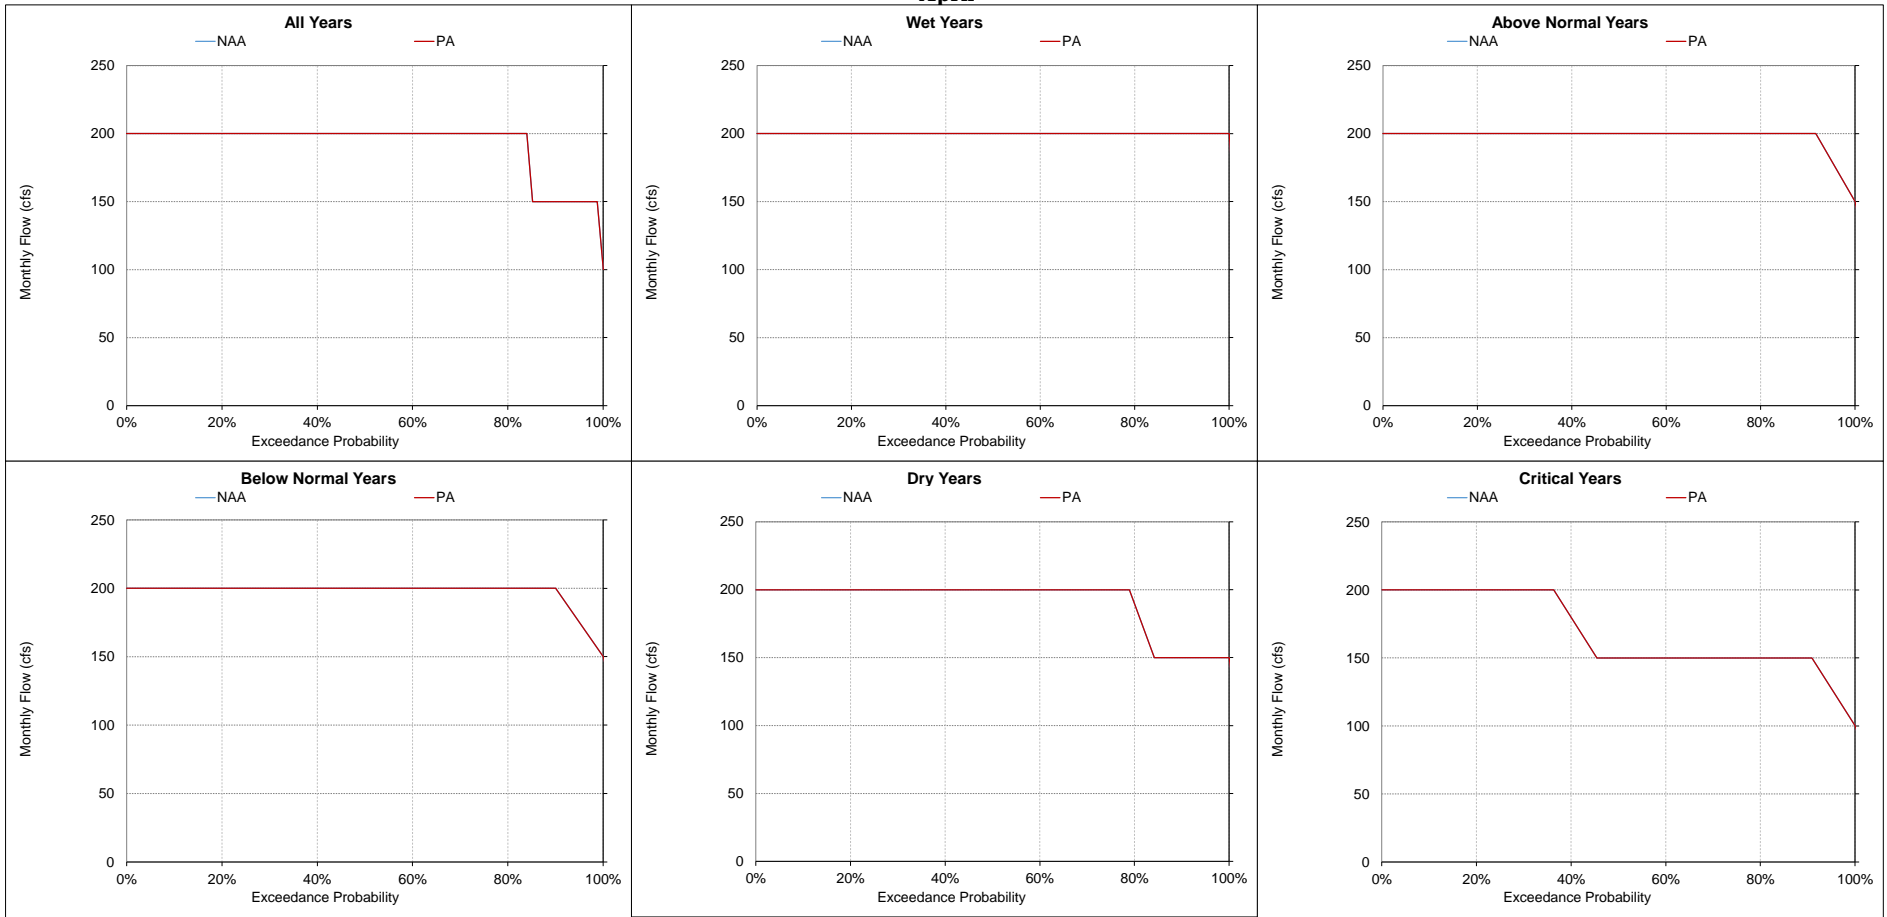 All Years
NAA PA
250
200
150
100
50
0
0% 20% 40% 60% 80% 100%
Monthly Flow (cfs)
Exceedance Probability
Wet Years
NAA PA
250
200
150
100
50
0
0% 20% 40% 60% 80% 100%
Monthly Flow (cfs)
Exceedance Probability
Above Normal Years
NAA PA
250
200
150
100
50
0
0% 20% 40% 60% 80% 100%
Monthly Flow (cfs)
Exceedance Probability
Below Normal Years
NAA PA
250
200
150
100
50
0
0% 20% 40% 60% 80% 100%
Monthly Flow (cfs)
Exceedance Probability
Dry Years
NAA PA
250
200
150
100
50
0
0% 20% 40% 60% 80% 100%
Monthly Flow (cfs)
Exceedance Probability
Critical Years
NAA PA
250
200
150
100
50
0
0% 20% 40% 60% 80% 100%
Monthly Flow (cfs)
Exceedance Probability